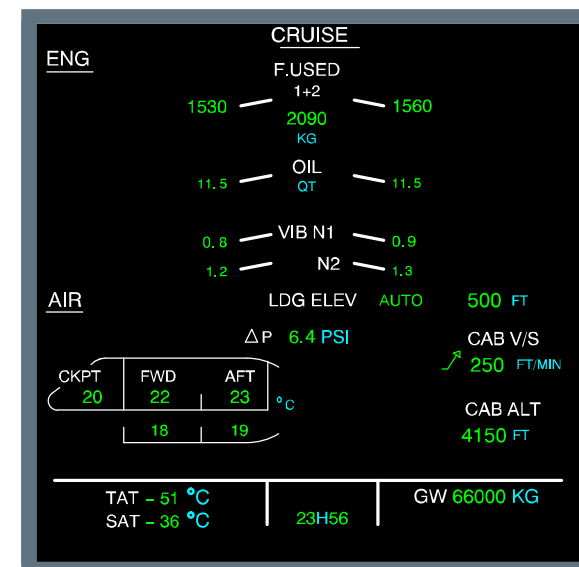 CRUISE
ENG
F.USED
1+2
1530 1560
2090
KG
OIL
11.5 QT 11.5
VIB N1
0.8 0.9
N2
1.2 1.3
AIR LDG ELEV AUTO 500 FT
ΔP 6.4 PSI CAB V/S
250 FT/MIN
CKPT FWD AFT
20 22 23 °C
CAB ALT
18 19 4150 FT
TAT – 51 °C GW 66000 KG
SAT – 36 °C 23H56